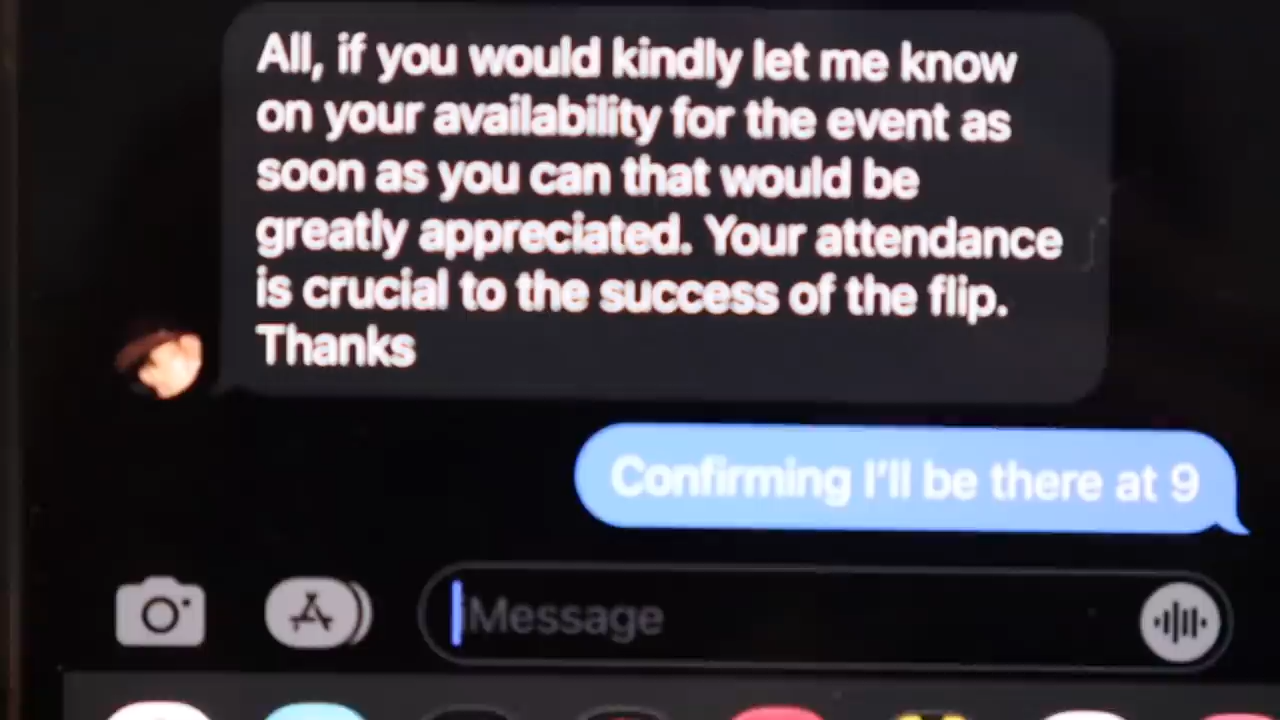 All, if you would kindly let me know
on your availability for the event as
soon as you can that would be
greatly appreciated. Your attendance
is crucial to the success of the flip.
Thanks
Confirming I'll be there at 9
iMessage